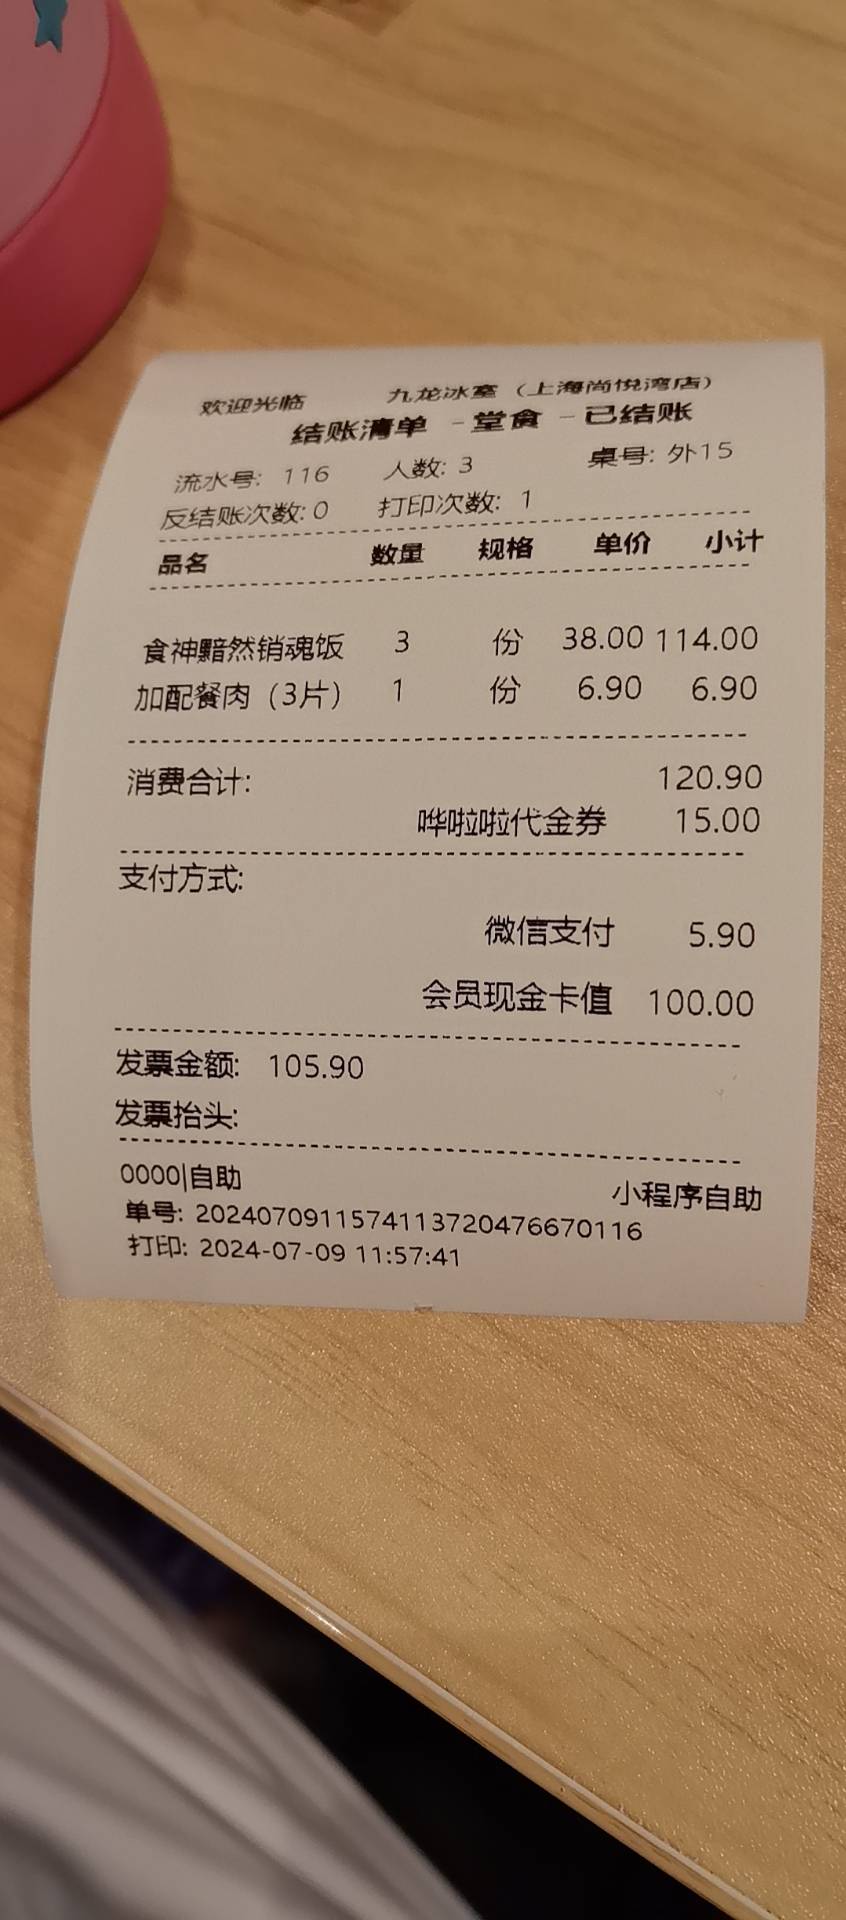 欢迎光临 九龙冰室（上海尚悦湾店）
结账清单 - 堂食 - 已结账
流水号: 116 人数: 3 桌号: 外15
反结账次数: 0 打印次数: 1
品名 数量 规格 单价 小计
食神黯然销魂饭 3 份 38.00 114.00
加配餐肉（3片） 1 份 6.90 6.90
消费合计: 120.90
哗啦啦代金券 15.00
支付方式:
微信支付 5.90
会员现金卡值 100.00
发票金额: 105.90
发票抬头:
0000|自助 小程序自助
单号: 20240709115741137204766​70116
打印: 2024-07-09 11:57:41